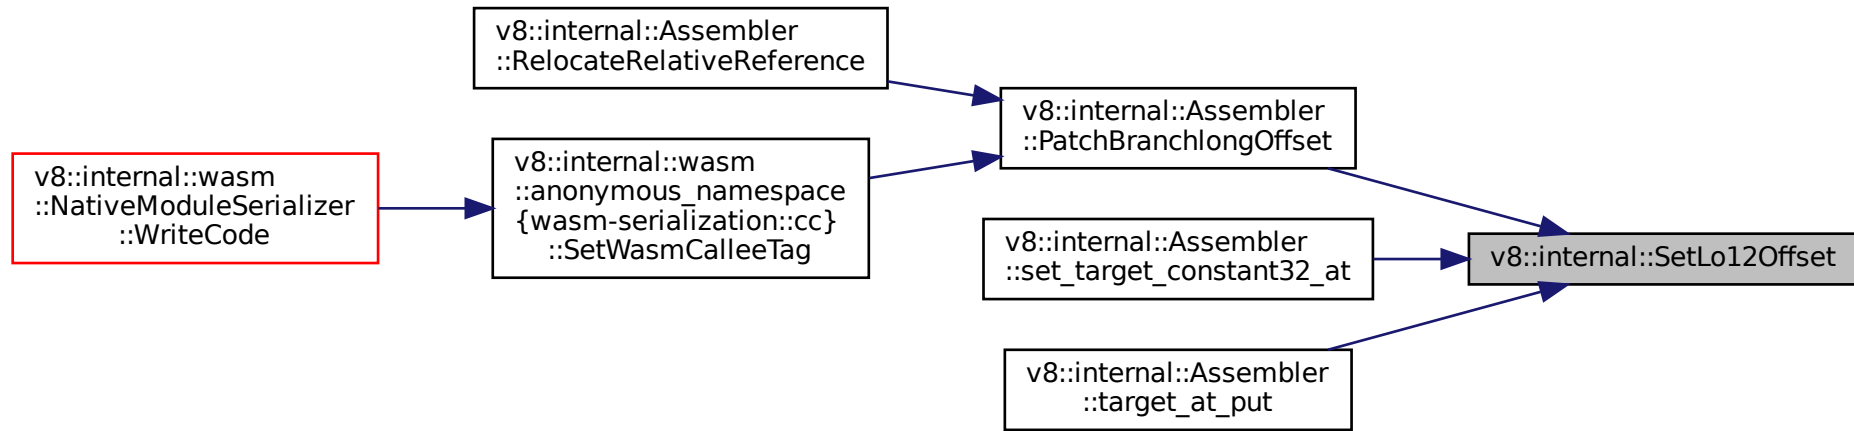 v8::internal::Assembler
::RelocateRelativeReference
v8::internal::Assembler
::PatchBranchlongOffset
v8::internal::wasm
::anonymous_namespace
{wasm-serialization::cc}
::SetWasmCalleeTag
v8::internal::wasm
::NativeModuleSerializer
::WriteCode
v8::internal::Assembler
::set_target_constant32_at
v8::internal::SetLo12Offset
v8::internal::Assembler
::target_at_put